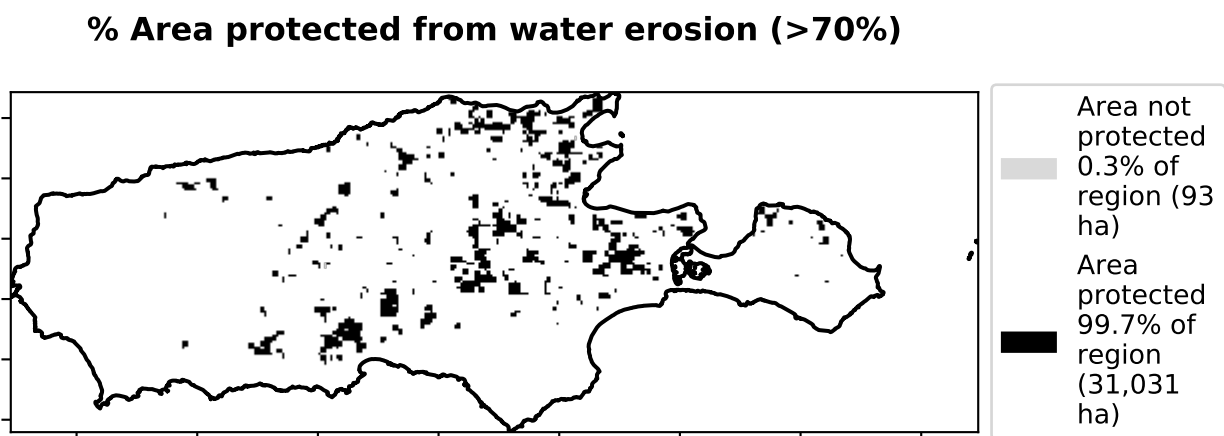 % Area protected from water erosion (>70%)
Area not
protected
0.3% of
region (93
ha)
Area
protected
99.7% of
region
(31,031
ha)